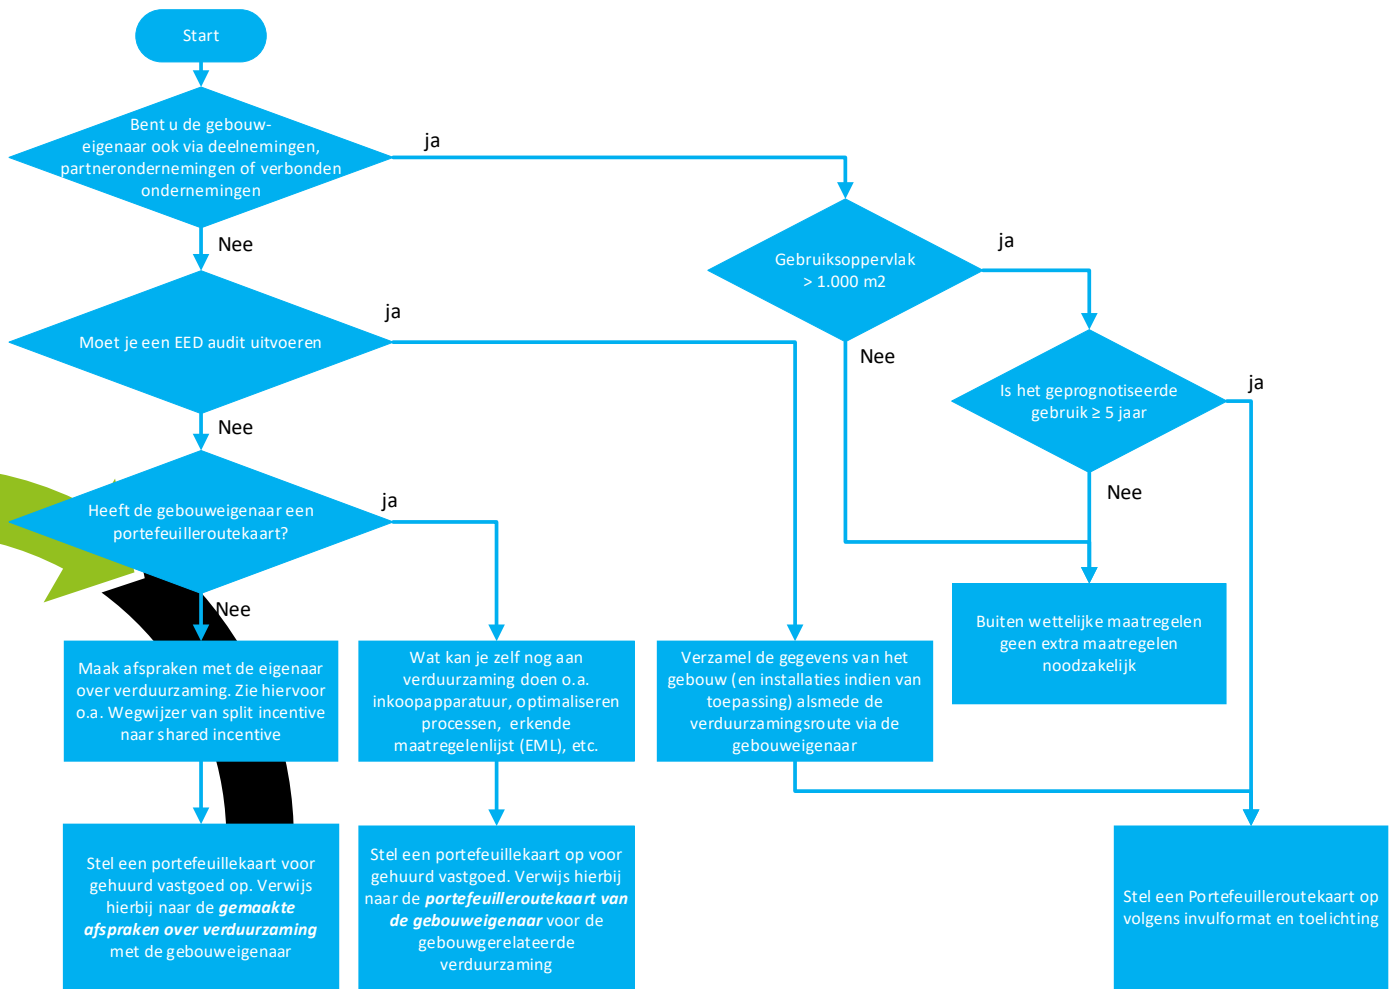 Start
Bent u de gebouw-
eigenaar ook via deelnemingen,
partnerondernemingen of verbonden
ondernemingen
ja
Nee
Gebruiksoppervlak
> 1.000 m2
ja
Nee
Moet je een EED audit uitvoeren
ja
Nee
Is het geprognotiseerde
gebruik ≥ 5 jaar
ja
Nee
Heeft de gebouweigenaar een
portefeuilleroutekaart?
ja
Nee
Buiten wettelijke maatregelen
geen extra maatregelen
noodzakelijk
Maak afspraken met de eigenaar
over verduurzaming. Zie hiervoor
o.a. Wegwijzer van split incentive
naar shared incentive
Wat kan je zelf nog aan
verduurzaming doen o.a.
inkoopapparatuur, optimaliseren
processen, erkende
maatregelenlijst (EML), etc.
Verzamel de gegevens van het
gebouw (en installaties indien van
toepassing) alsmede de
verduurzamingsroute via de
gebouweigenaar
Stel een portefeuillekaart voor
gehuurd vastgoed op. Verwijs
hierbij naar de gemaakte
afspraken over verduurzaming
met de gebouweigenaar
Stel een portefeuillekaart op voor
gehuurd vastgoed. Verwijs hierbij
naar de portefeuilleroutekaart van
de gebouweigenaar voor de
gebouwgerelateerde
verduurzaming
Stel een Portefeuilleroutekaart op
volgens invulformat en toelichting